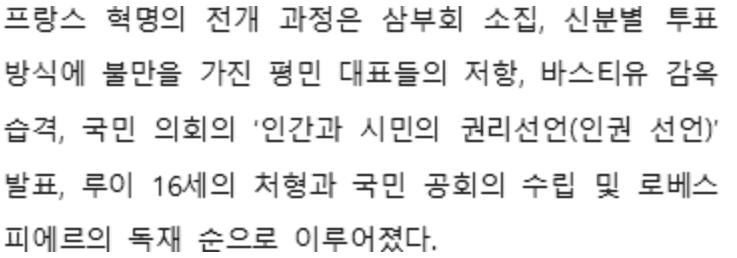 프랑스 혁명의 전개 과정은 삼부회 소집, 신분별 투표
방식에 불만을 가진 평민 대표들의 저항, 바스티유 감옥
습격, 국민 의회의 ‘인간과 시민의 권리선언(인권 선언)’
발표, 루이 16세의 처형과 국민 공회의 수립 및 로베스
피에르의 독재 순으로 이루어졌다.